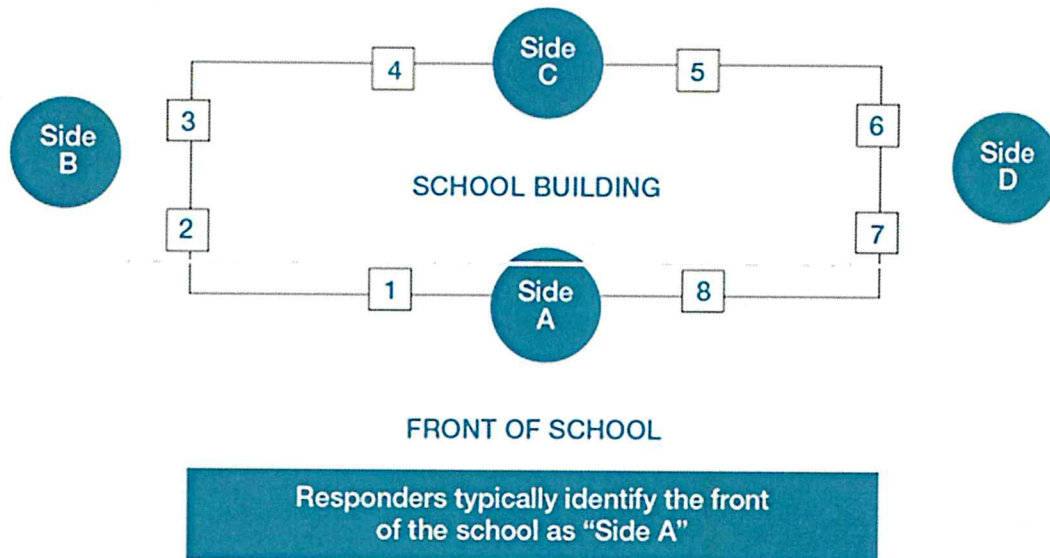 Side
C
4
5
3
6
Side
B
Side
D
SCHOOL BUILDING
2
7
1
Side
A
8
FRONT OF SCHOOL
Responders typically identify the front
of the school as “Side A”